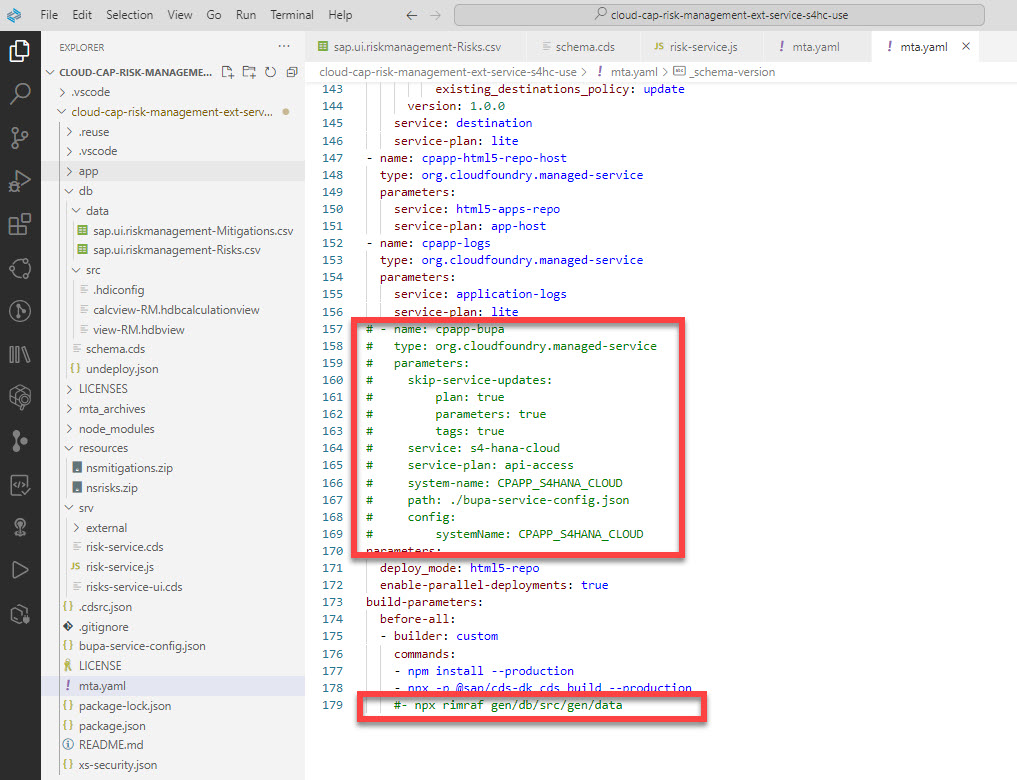 File Edit Selection View Go Run Terminal Help
cloud-cap-risk-management-ext-service-s4hc-use
EXPLORER
CLOUD-CAP-RISK-MANAGEME...
.vscode
cloud-cap-risk-management-ext-serv...
.reuse
.vscode
app
db
data
sap.ui.riskmanagement-Mitigations.csv
sap.ui.riskmanagement-Risks.csv
src
.hdiconfig
calcview-RM.hdbcalculationview
view-RM.hdbview
schema.cds
undeploy.json
LICENSES
mta_archives
node_modules
resources
nsmitigations.zip
nsrisks.zip
srv
external
risk-service.cds
JS risk-service.js
risks-service-ui.cds
{} .cdsrc.json
.gitignore
{} bupa-service-config.json
LICENSE
! mta.yaml
{} package-lock.json
{} package.json
README.md
{} xs-security.json
sap.ui.riskmanagement-Risks.csv schema.cds JS risk-service.js ! mta.yaml ! mta.yaml
cloud-cap-risk-management-ext-service-s4hc-use > ! mta.yaml > abc _schema-version
143 existing_destinations_policy: update
144 version: 1.0.0
145 service: destination
146 service-plan: lite
147 - name: cpapp-html5-repo-host
148 type: org.cloudfoundry.managed-service
149 parameters:
150 service: html5-apps-repo
151 service-plan: app-host
152 - name: cpapp-logs
153 type: org.cloudfoundry.managed-service
154 parameters:
155 service: application-logs
156 service-plan: lite
157 # - name: cpapp-bupa
158 # type: org.cloudfoundry.managed-service
159 # parameters:
160 # skip-service-updates:
161 # plan: true
162 # parameters: true
163 # tags: true
164 # service: s4-hana-cloud
165 # service-plan: api-access
166 # system-name: CPAPP_S4HANA_CLOUD
167 # path: ./bupa-service-config.json
168 # config:
169 # systemName: CPAPP_S4HANA_CLOUD
170 parameters:
171 deploy_mode: html5-repo
172 enable-parallel-deployments: true
173 build-parameters:
174 before-all:
175 - builder: custom
176 commands:
177 - npm install --production
178 - npx -p @sap/cds-dk cds build --production
179 #- npx rimraf gen/db/src/gen/data